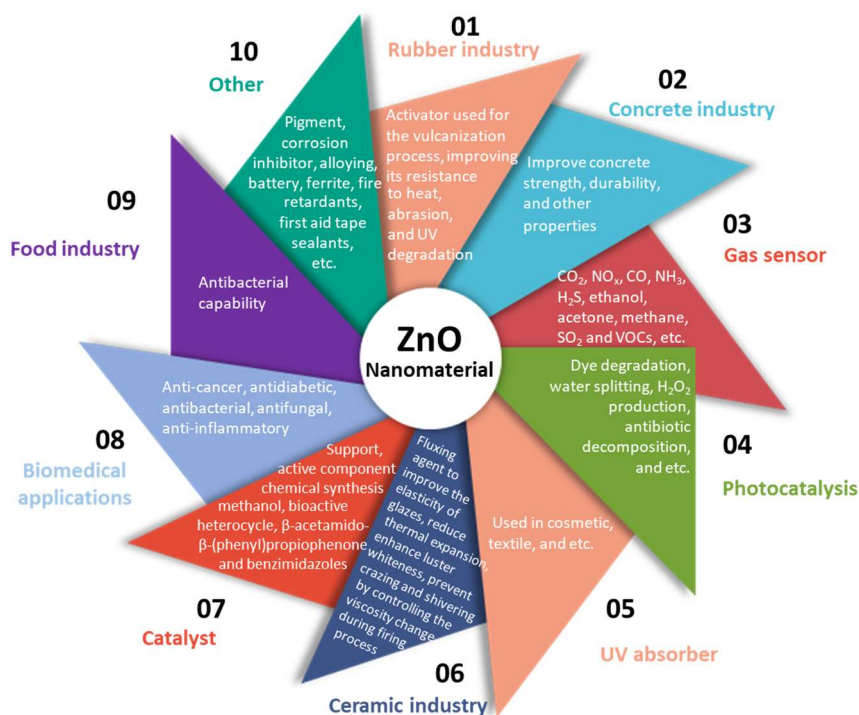 ZnO
Nanomaterial
01
Rubber industry
Activator used for
the vulcanization
process, improving
its resistance
to heat,
abrasion,
and UV
degradation
02
Concrete industry
Improve concrete
strength, durability,
and other
properties
03
Gas sensor
CO₂, NOₓ, CO, NH₃,
H₂S, ethanol,
acetone, methane,
SO₂ and VOCs, etc.
04
Photocatalysis
Dye degradation,
water splitting, H₂O₂
production,
antibiotic
decomposition,
and etc.
05
UV absorber
Used in cosmetic,
textile, and etc.
06
Ceramic industry
Fluxing
agent to
improve the
elasticity of
glazes, reduce
thermal expansion,
enhance luster
whiteness, prevent
crazing and shivering
by controlling the
viscosity change
during firing
process
07
Catalyst
Support,
active component
chemical synthesis
methanol, bioactive
heterocycle, β-acetamido-
β-(phenyl)propiophenone
and benzimidazoles
08
Biomedical
applications
Anti-cancer, antidiabetic,
antibacterial, antifungal,
anti-inflammatory
09
Food industry
Antibacterial
capability
10
Other
Pigment,
corrosion
inhibitor, alloying,
battery, ferrite, fire
retardants,
first aid tape
sealants,
etc.